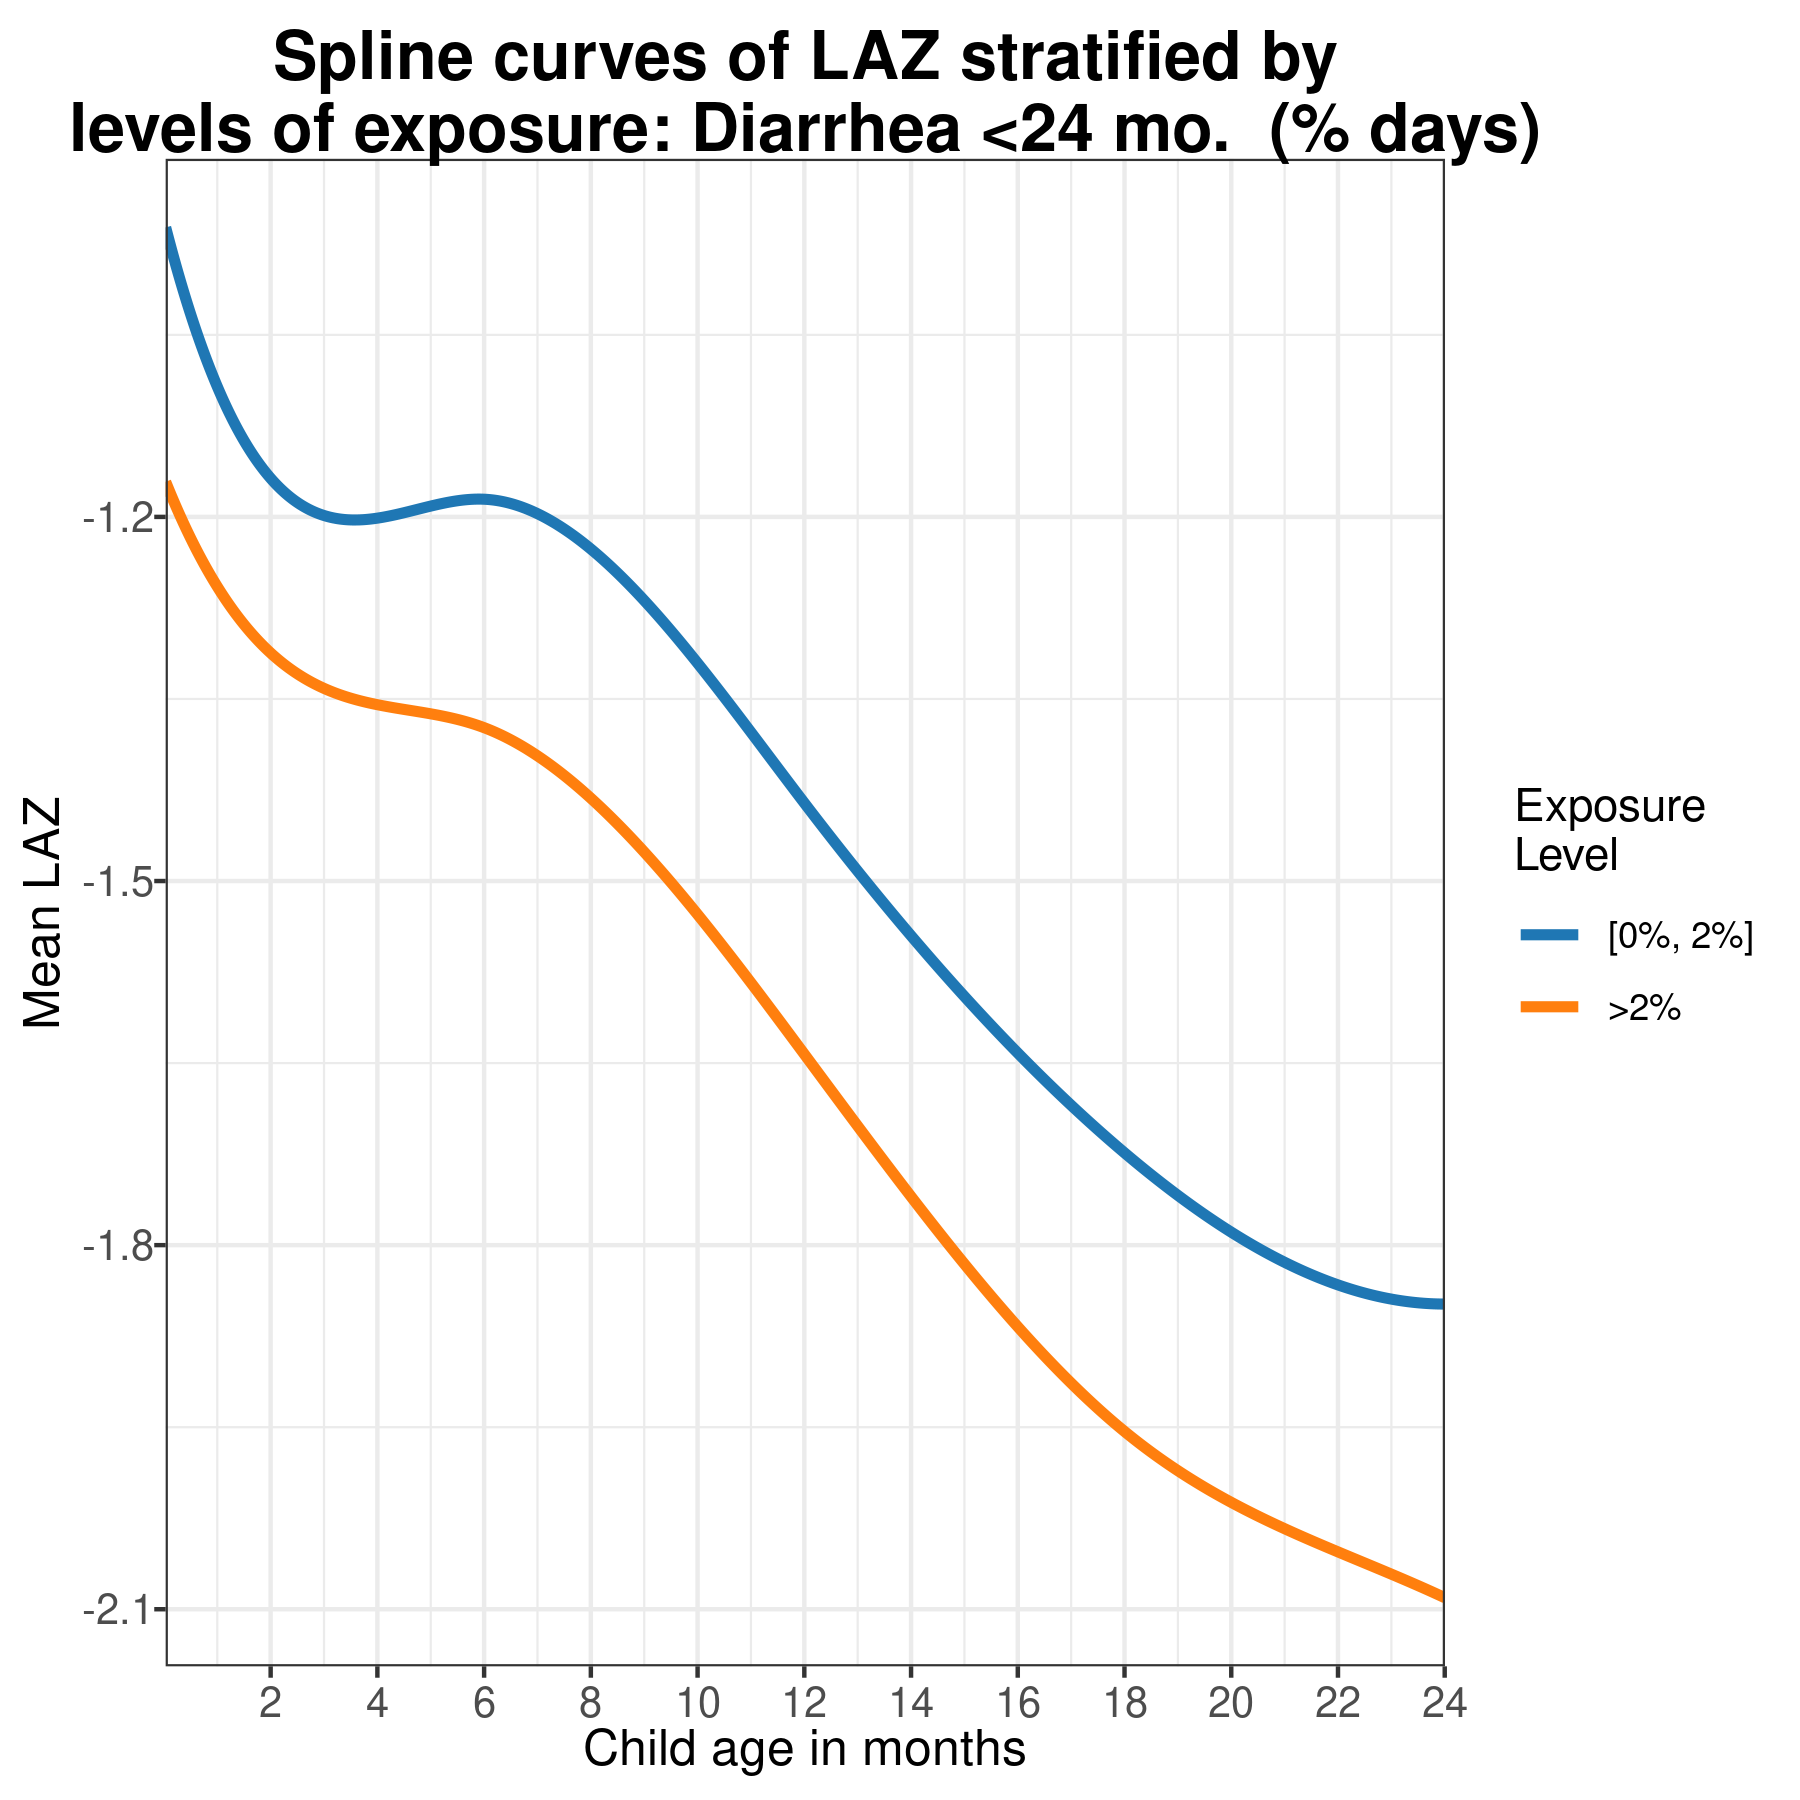 Spline curves of LAZ stratified by
levels of exposure: Diarrhea <24 mo.  (% days)
Mean LAZ
-1.2
-1.5
-1.8
-2.1
2 4 6 8 10 12 14 16 18 20 22 24
Child age in months
Exposure
Level
[0%, 2%]
>2%